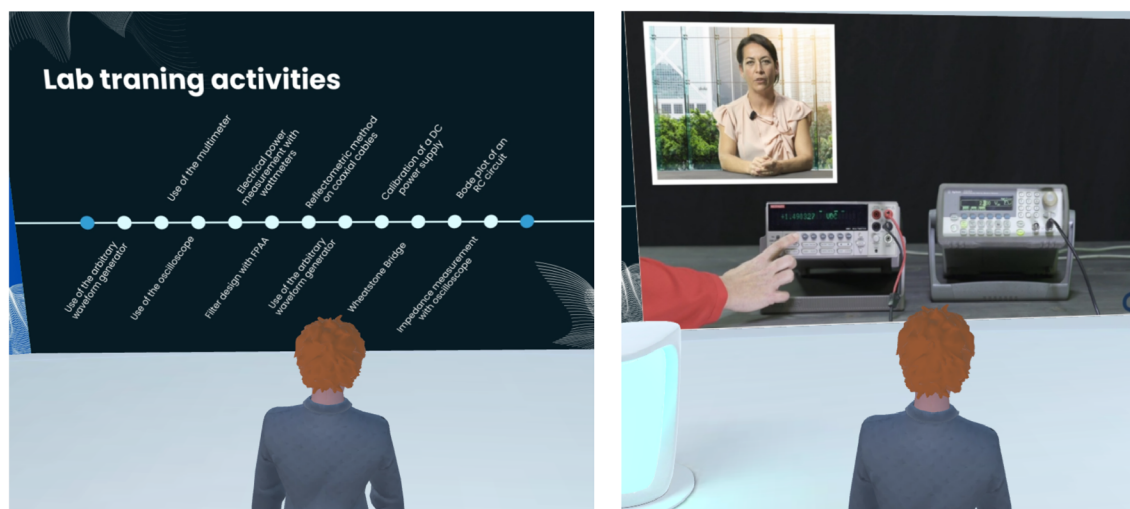 Lab traning activities
Use of the multimeter
Electrical power
measurement with
wattmeters
Reflectometric method
on coaxial cables
Calibration of a DC
power supply
Bode plot of an
RC circuit
Use of the arbitrary
waveform generator
Use of the oscilloscope
Filter design with FPAA
Use of the arbitrary
waveform generator
Wheatstone Bridge
Impedance measurement
with oscilloscope